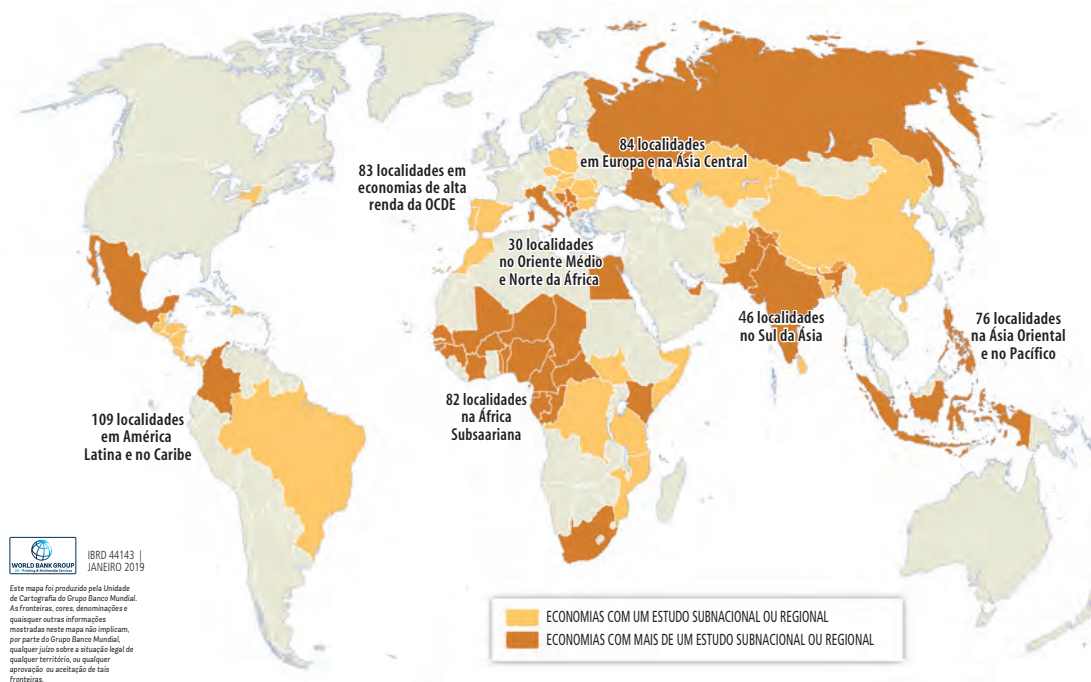 84 localidades
em Europa e na Ásia Central
83 localidades em
economias de alta
renda da OCDE
30 localidades
no Oriente Médio
e Norte da África
46 localidades
no Sul da Ásia
76 localidades
na Ásia Oriental
e no Pacífico
82 localidades
na África
Subsaariana
109 localidades
em América
Latina e no Caribe
WORLD BANK GROUP
Printing & Multimedia Services
IBRD 44143 |
JANEIRO 2019
Este mapa foi produzido pela Unidade
de Cartografia do Grupo Banco Mundial.
As fronteiras, cores, denominações e
quaisquer outras informações
mostradas neste mapa não implicam,
por parte do Grupo Banco Mundial,
qualquer juízo sobre a situação legal de
qualquer território, ou qualquer
aprovação ou aceitação de tais
fronteiras.
ECONOMIAS COM UM ESTUDO SUBNACIONAL OU REGIONAL
ECONOMIAS COM MAIS DE UM ESTUDO SUBNACIONAL OU REGIONAL